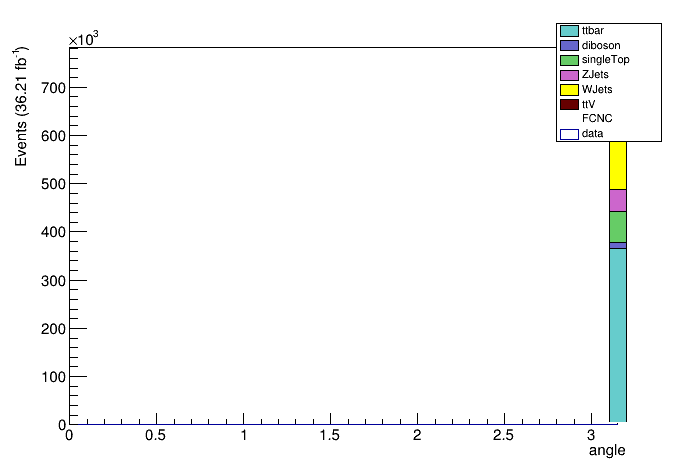 ×10³
Events (36.21 fb⁻¹)
700
600
500
400
300
200
100
0
0 0.5 1 1.5 2 2.5 3
angle
ttbar
diboson
singleTop
ZJets
WJets
ttV
FCNC
data